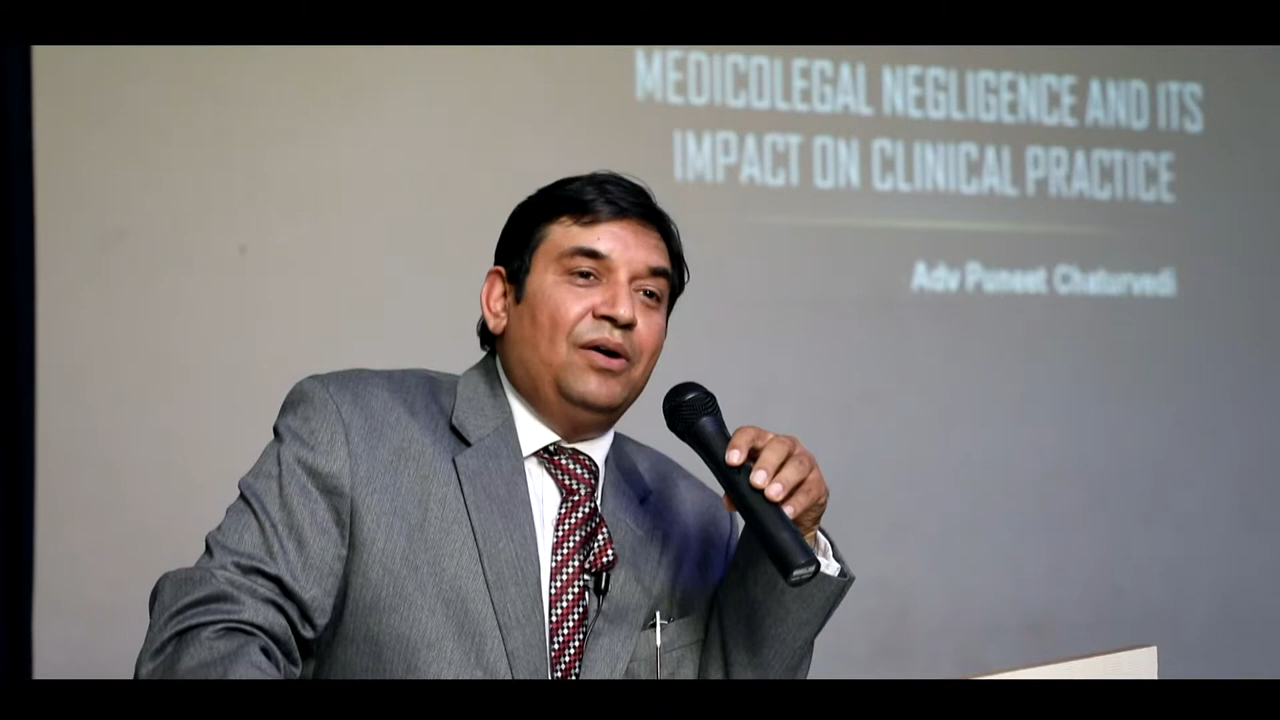 MEDICOLEGAL NEGLIGENCE AND ITS
IMPACT ON CLINICAL PRACTICE
Adv Puneet Chaturvedi